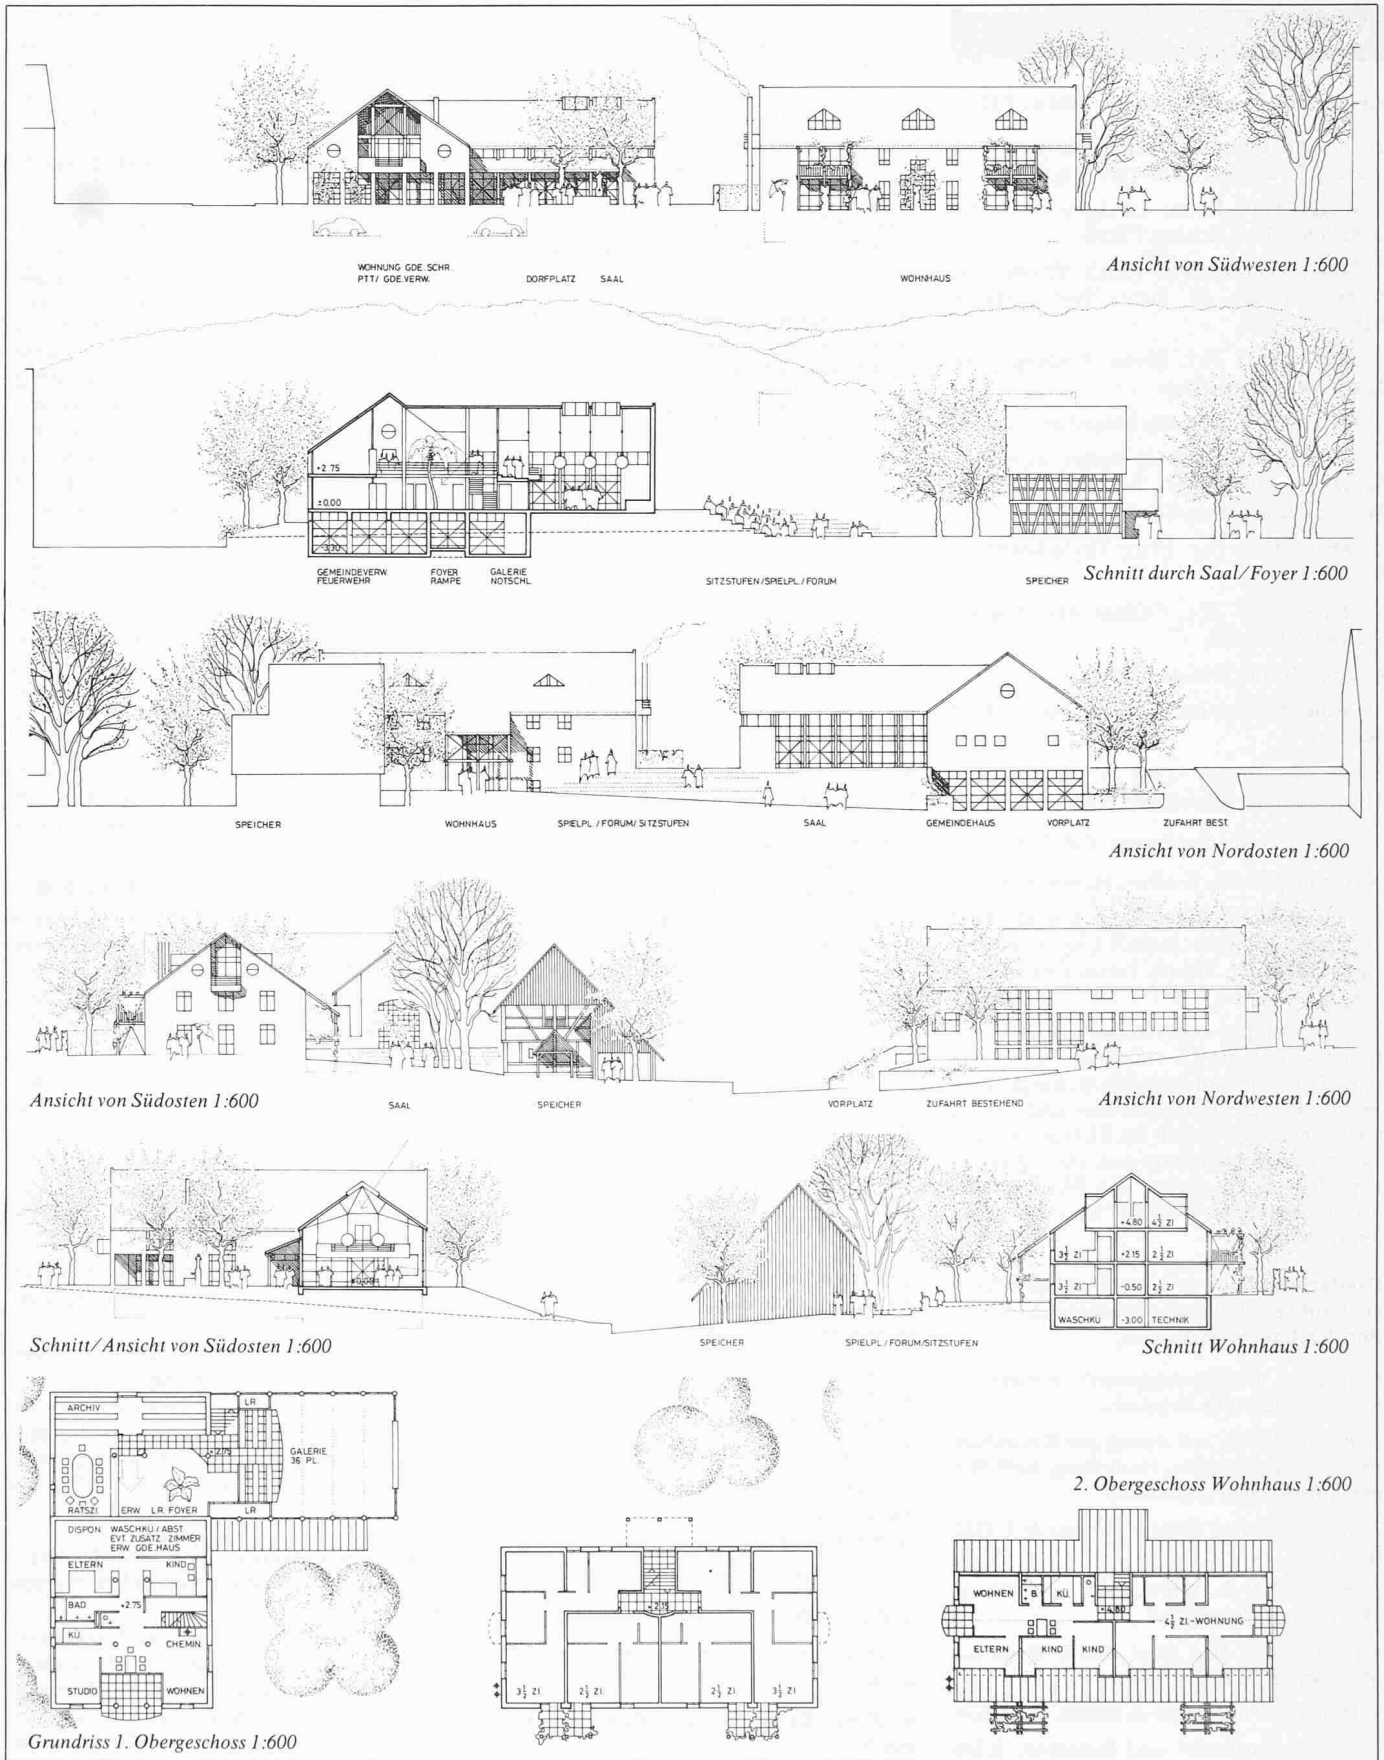 WOHNUNG GDE. SCHR.
PTT/ GDE.VERW.
DORFPLATZ SAAL
WOHNHAUS
Ansicht von Südwesten 1:600
+2.75
±0.00
-3.30
GEMEINDEVERW.
FEUERWEHR
FOYER
RAMPE
GALERIE
NOTSCHL.
SITZSTUFEN/SPIELPL./FORUM
SPEICHER
Schnitt durch Saal/Foyer 1:600
SPEICHER
WOHNHAUS
SPIELPL./FORUM/SITZSTUFEN
SAAL
GEMEINDEHAUS
VORPLATZ
ZUFAHRT BEST.
Ansicht von Nordosten 1:600
Ansicht von Südosten 1:600
SAAL
SPEICHER
VORPLATZ
ZUFAHRT BESTEHEND
Ansicht von Nordwesten 1:600
±0.00
+4.80 4½ ZI
3½ ZI +2.15 2½ ZI
3½ ZI -0.50 2½ ZI
WASCHKÜ -3.00 TECHNIK
Schnitt/Ansicht von Südosten 1:600
SPEICHER
SPIELPL./FORUM/SITZSTUFEN
Schnitt Wohnhaus 1:600
ARCHIV
LR
+2.75
GALERIE
36 PL.
RATSZI. ERW LR. FOYER
LR
DISPON. WASCHKÜ / ABST
EVT. ZUSATZ. ZIMMER
ERW GDE.HAUS
ELTERN KIND
BAD +2.75
KÜ.
CHEMIN.
STUDIO WOHNEN
Grundriss 1. Obergeschoss 1:600
+2.15
3½ ZI. 2½ ZI. 2½ ZI. 3½ ZI
2. Obergeschoss Wohnhaus 1:600
WOHNEN B. KÜ.
+4.80
4½ ZI.-WOHNUNG
ELTERN KIND KIND